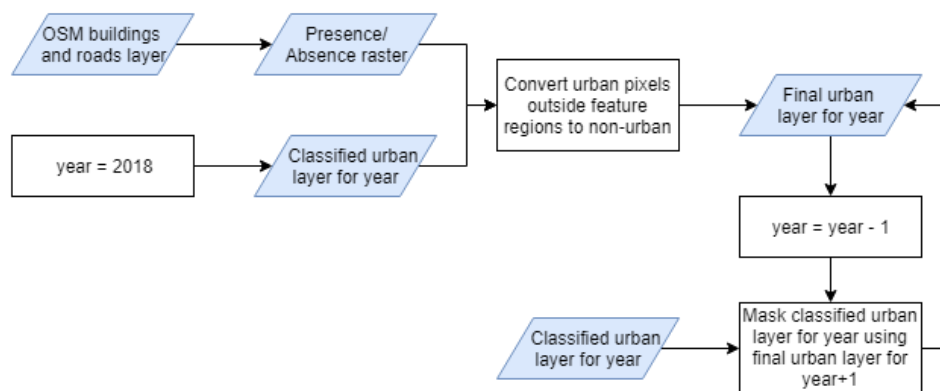 OSM buildings
and roads layer
Presence/
Absence raster
Convert urban pixels
outside feature
regions to non-urban
Final urban
layer for year
year = 2018
Classified urban
layer for year
year = year - 1
Classified urban
layer for year
Mask classified urban
layer for year using
final urban layer for
year+1